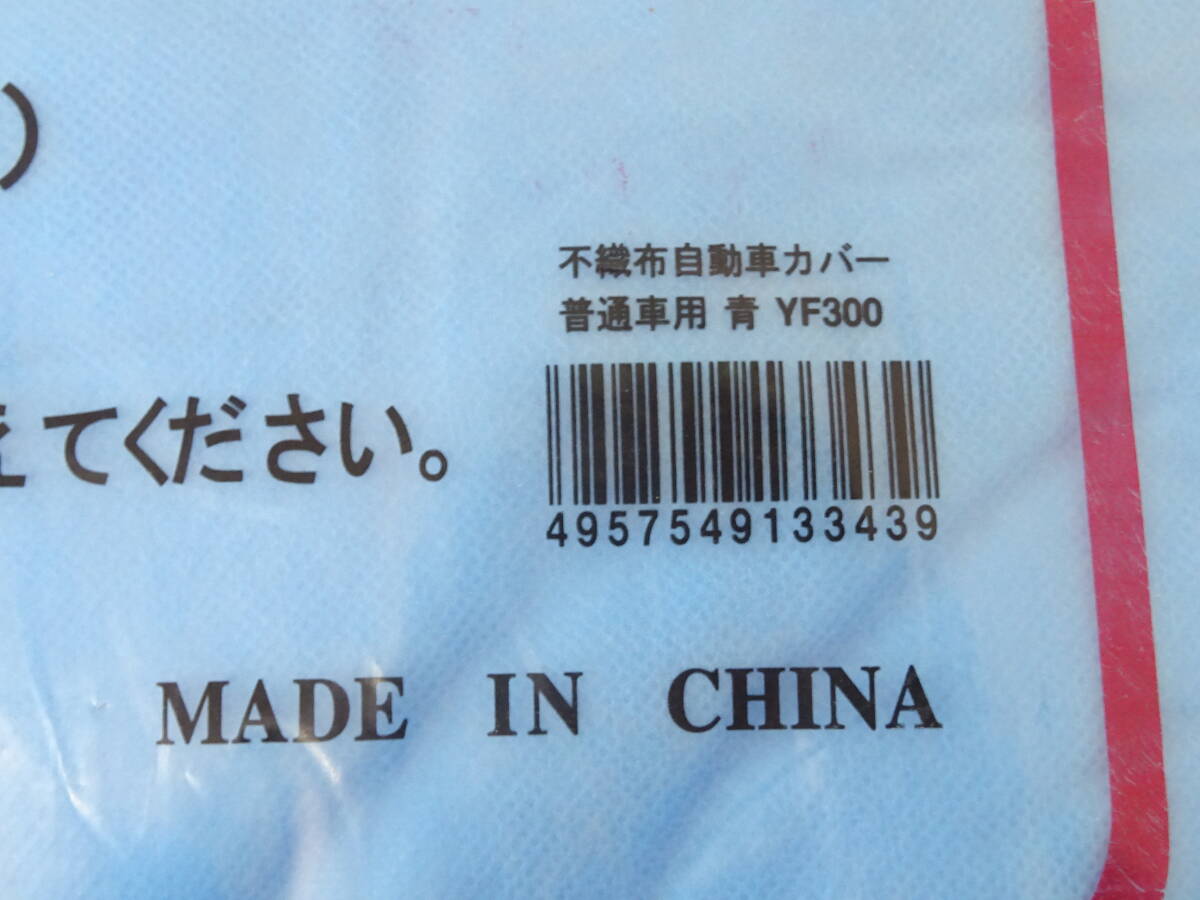 ）
不織布自動車カバー
普通車用 青 YF300
えてください。
4957549133439
MADE IN CHINA